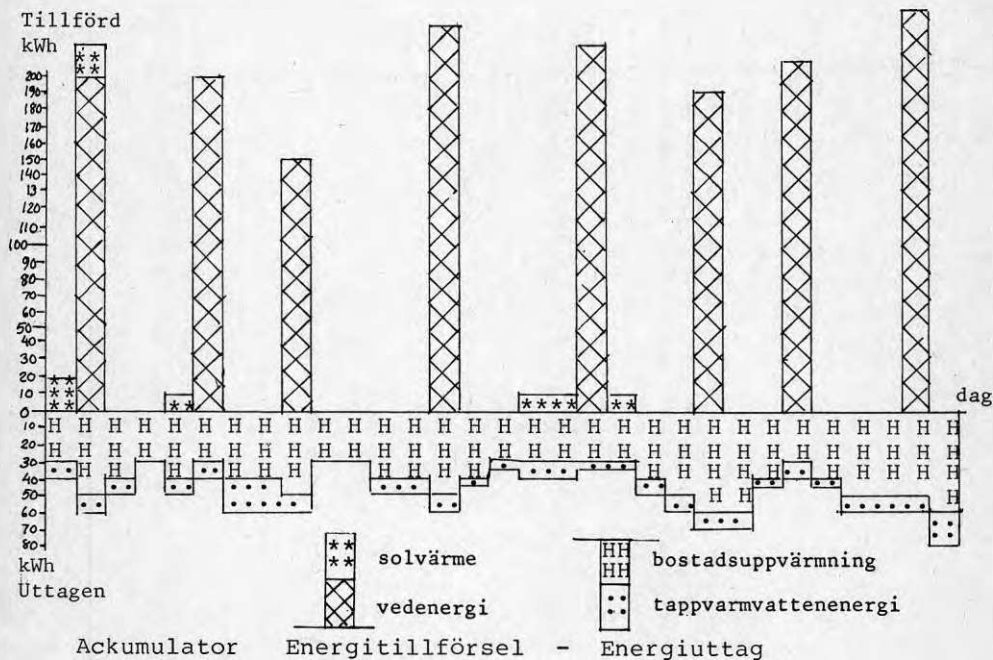 Tillförd
kWh
200
190
180
170
160
150
140
13
120
110
100
90
80
70
60
50
40
30
20
10
0
dag
10
20
30
40
50
60
70
80
kWh
Uttagen
solvärme
vedenergi
bostadsuppvärmning
tappvarmvattenenergi
Ackumulator Energitillförsel - Energiuttag